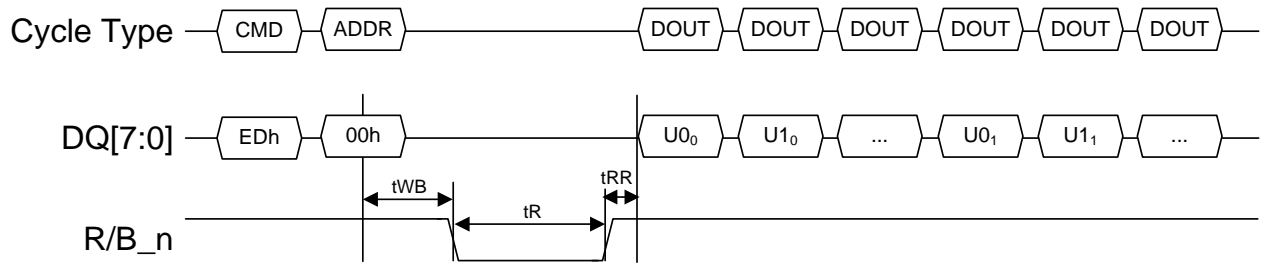 Cycle Type CMD ADDR DOUT DOUT DOUT DOUT DOUT DOUT
DQ[7:0] EDh 00h U0₀ U1₀ ... U0₁ U1₁ ...
tWB tR tRR
R/B_n